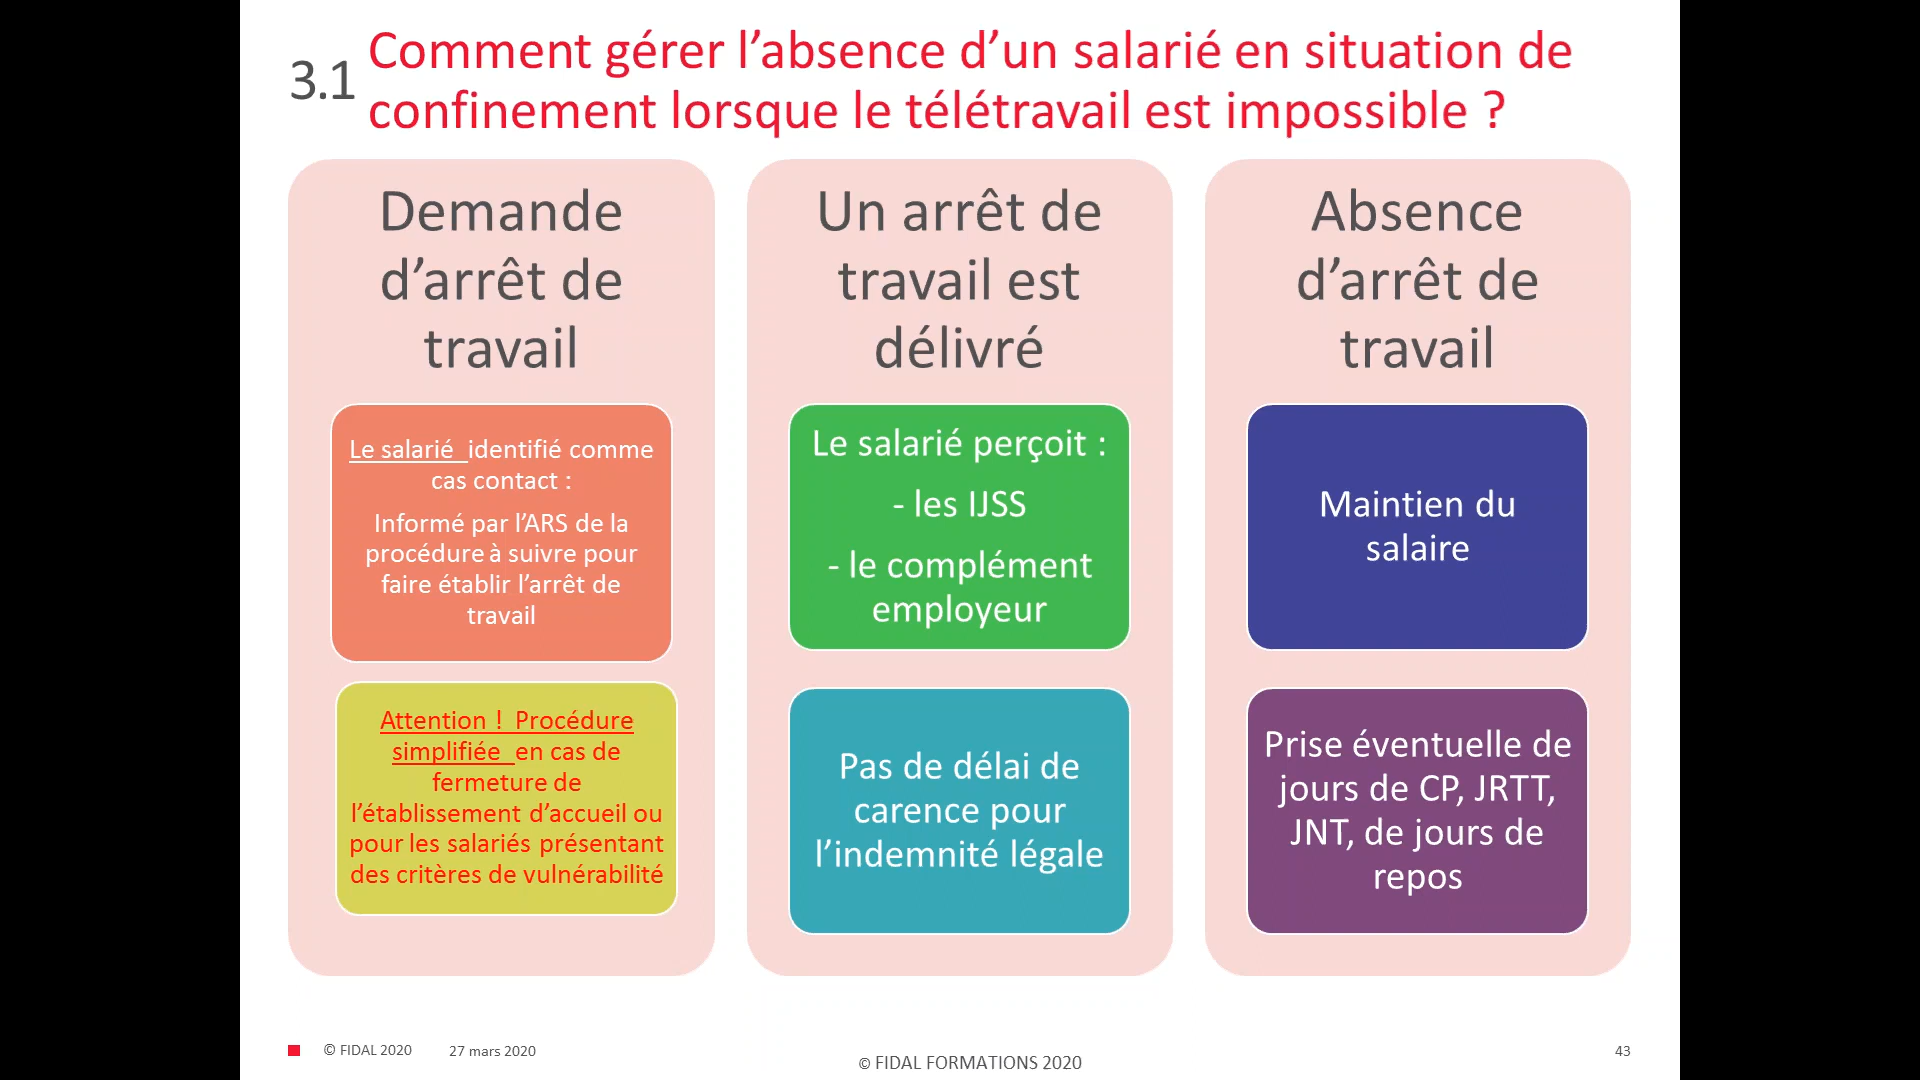 3.1
Comment gérer l’absence d’un salarié en situation de
confinement lorsque le télétravail est impossible ?
Demande
d’arrêt de
travail
Le salarié identifié comme
cas contact :
Informé par l’ARS de la
procédure à suivre pour
faire établir l’arrêt de
travail
Attention ! Procédure
simplifiée en cas de
fermeture de
l’établissement d’accueil ou
pour les salariés présentant
des critères de vulnérabilité
Un arrêt de
travail est
délivré
Le salarié perçoit :
- les IJSS
- le complément
employeur
Pas de délai de
carence pour
l’indemnité légale
Absence
d’arrêt de
travail
Maintien du
salaire
Prise éventuelle de
jours de CP, JRTT,
JNT, de jours de
repos
© FIDAL 2020
27 mars 2020
© FIDAL FORMATIONS 2020
43